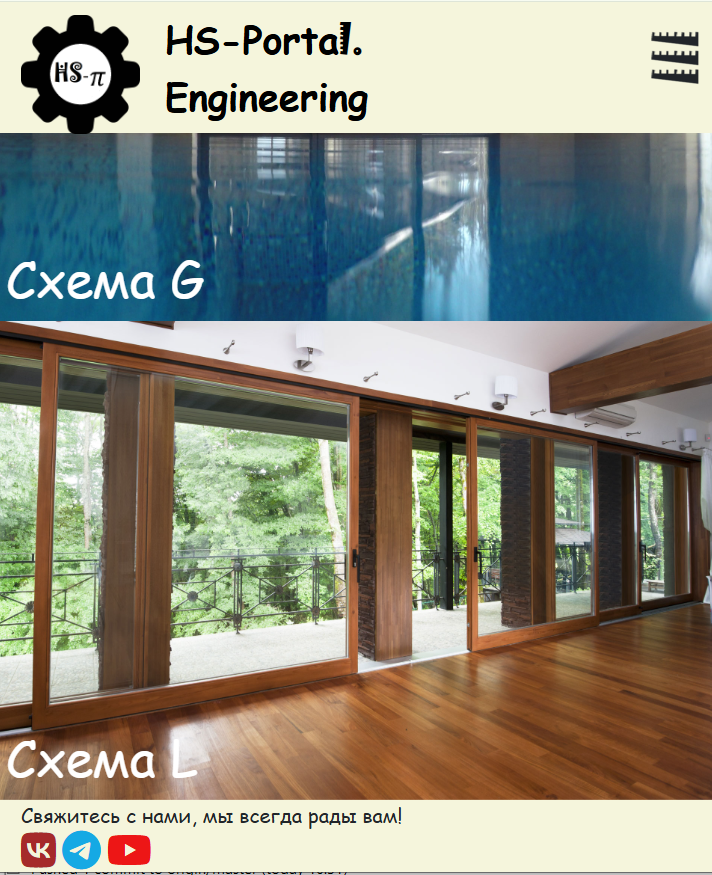 HS-π
HS-Portal.
Engineering
Схема G
Схема L
Свяжитесь с нами, мы всегда рады вам!